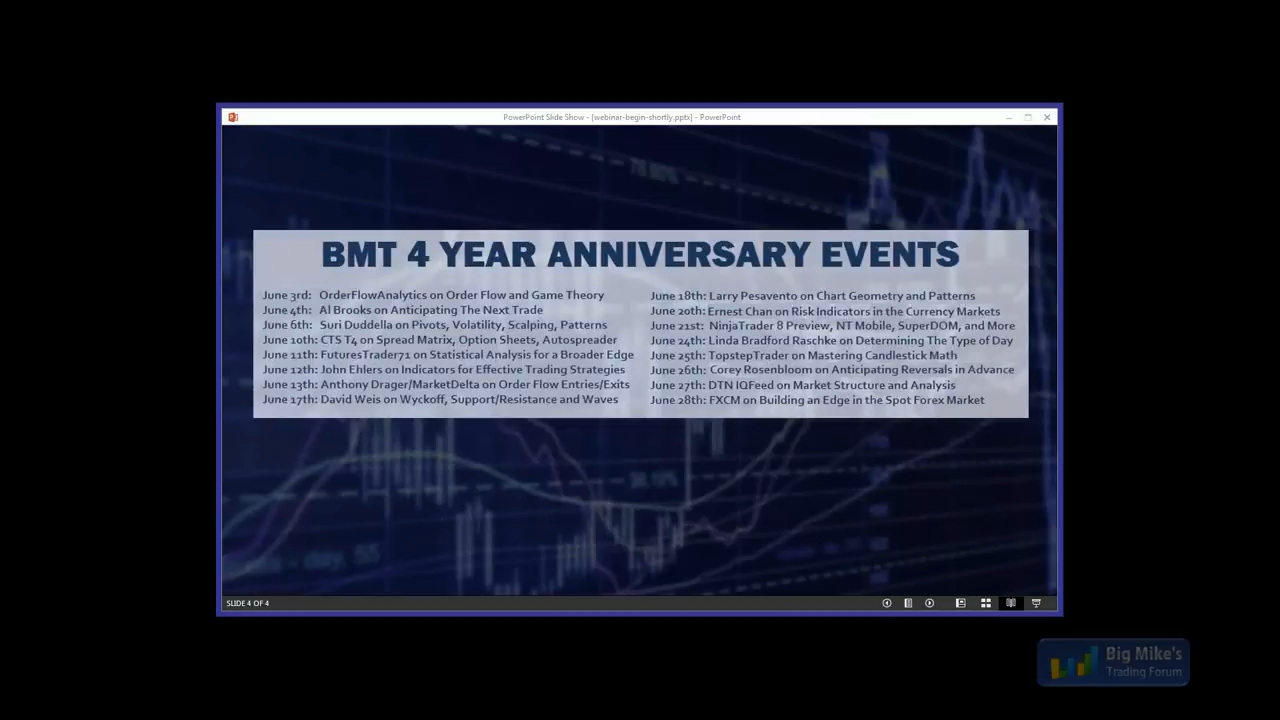 PowerPoint Slide Show - [webinar-begin-shortly.pptx] - PowerPoint
BMT 4 YEAR ANNIVERSARY EVENTS
June 3rd: OrderFlowAnalytics on Order Flow and Game Theory
June 4th: Al Brooks on Anticipating The Next Trade
June 6th: Suri Duddella on Pivots, Volatility, Scalping, Patterns
June 10th: CTS T4 on Spread Matrix, Option Sheets, Autospreader
June 11th: FuturesTrader71 on Statistical Analysis for a Broader Edge
June 12th: John Ehlers on Indicators for Effective Trading Strategies
June 13th: Anthony Drager/MarketDelta on Order Flow Entries/Exits
June 17th: David Weis on Wyckoff, Support/Resistance and Waves
June 18th: Larry Pesavento on Chart Geometry and Patterns
June 20th: Ernest Chan on Risk Indicators in the Currency Markets
June 21st: NinjaTrader 8 Preview, NT Mobile, SuperDOM, and More
June 24th: Linda Bradford Raschke on Determining The Type of Day
June 25th: TopstepTrader on Mastering Candlestick Math
June 26th: Corey Rosenbloom on Anticipating Reversals in Advance
June 27th: DTN IQFeed on Market Structure and Analysis
June 28th: FXCM on Building an Edge in the Spot Forex Market
SLIDE 4 OF 4
Big Mike's
Trading Forum